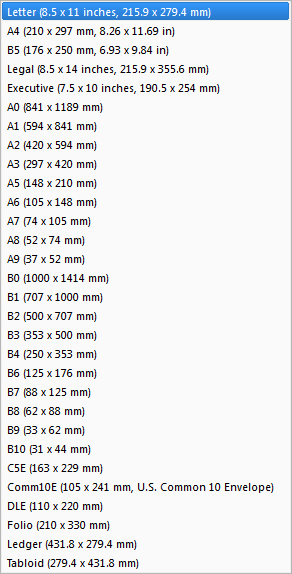 Letter (8.5 x 11 inches, 215.9 x 279.4 mm)
A4 (210 x 297 mm, 8.26 x 11.69 in)
B5 (176 x 250 mm, 6.93 x 9.84 in)
Legal (8.5 x 14 inches, 215.9 x 355.6 mm)
Executive (7.5 x 10 inches, 190.5 x 254 mm)
A0 (841 x 1189 mm)
A1 (594 x 841 mm)
A2 (420 x 594 mm)
A3 (297 x 420 mm)
A5 (148 x 210 mm)
A6 (105 x 148 mm)
A7 (74 x 105 mm)
A8 (52 x 74 mm)
A9 (37 x 52 mm)
B0 (1000 x 1414 mm)
B1 (707 x 1000 mm)
B2 (500 x 707 mm)
B3 (353 x 500 mm)
B4 (250 x 353 mm)
B6 (125 x 176 mm)
B7 (88 x 125 mm)
B8 (62 x 88 mm)
B9 (33 x 62 mm)
B10 (31 x 44 mm)
C5E (163 x 229 mm)
Comm10E (105 x 241 mm, U.S. Common 10 Envelope)
DLE (110 x 220 mm)
Folio (210 x 330 mm)
Ledger (431.8 x 279.4 mm)
Tabloid (279.4 x 431.8 mm)